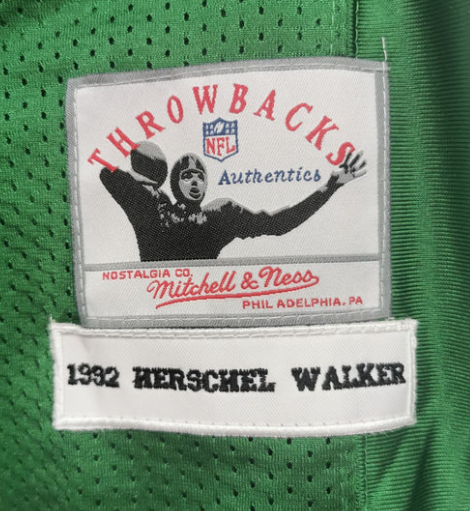 THROWBACKS
NFL
Authentics
NOSTALGIA CO.
Mitchell & Ness
PHILADELPHIA, PA
1992 HERSCHEL WALKER